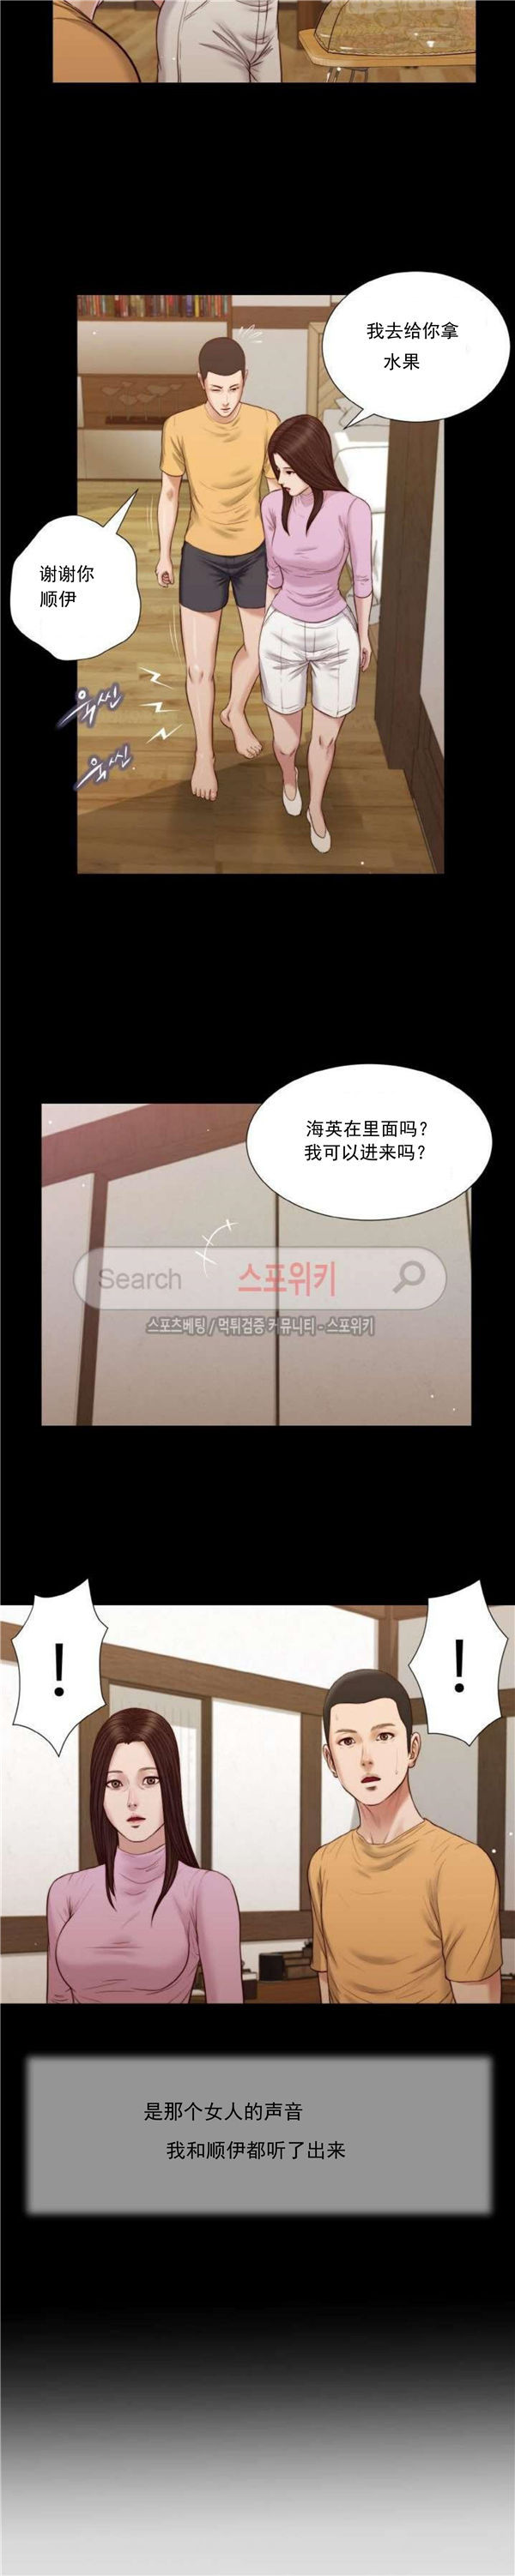 我去给你拿
水果
谢谢你
顺伊
욱씬
욱씬
海英在里面吗?
我可以进来吗?
Search 스포위키
스포츠베팅 / 먹튀검증 커뮤니티 - 스포위키
!
!
是那个女人的声音
我和顺伊都听了出来